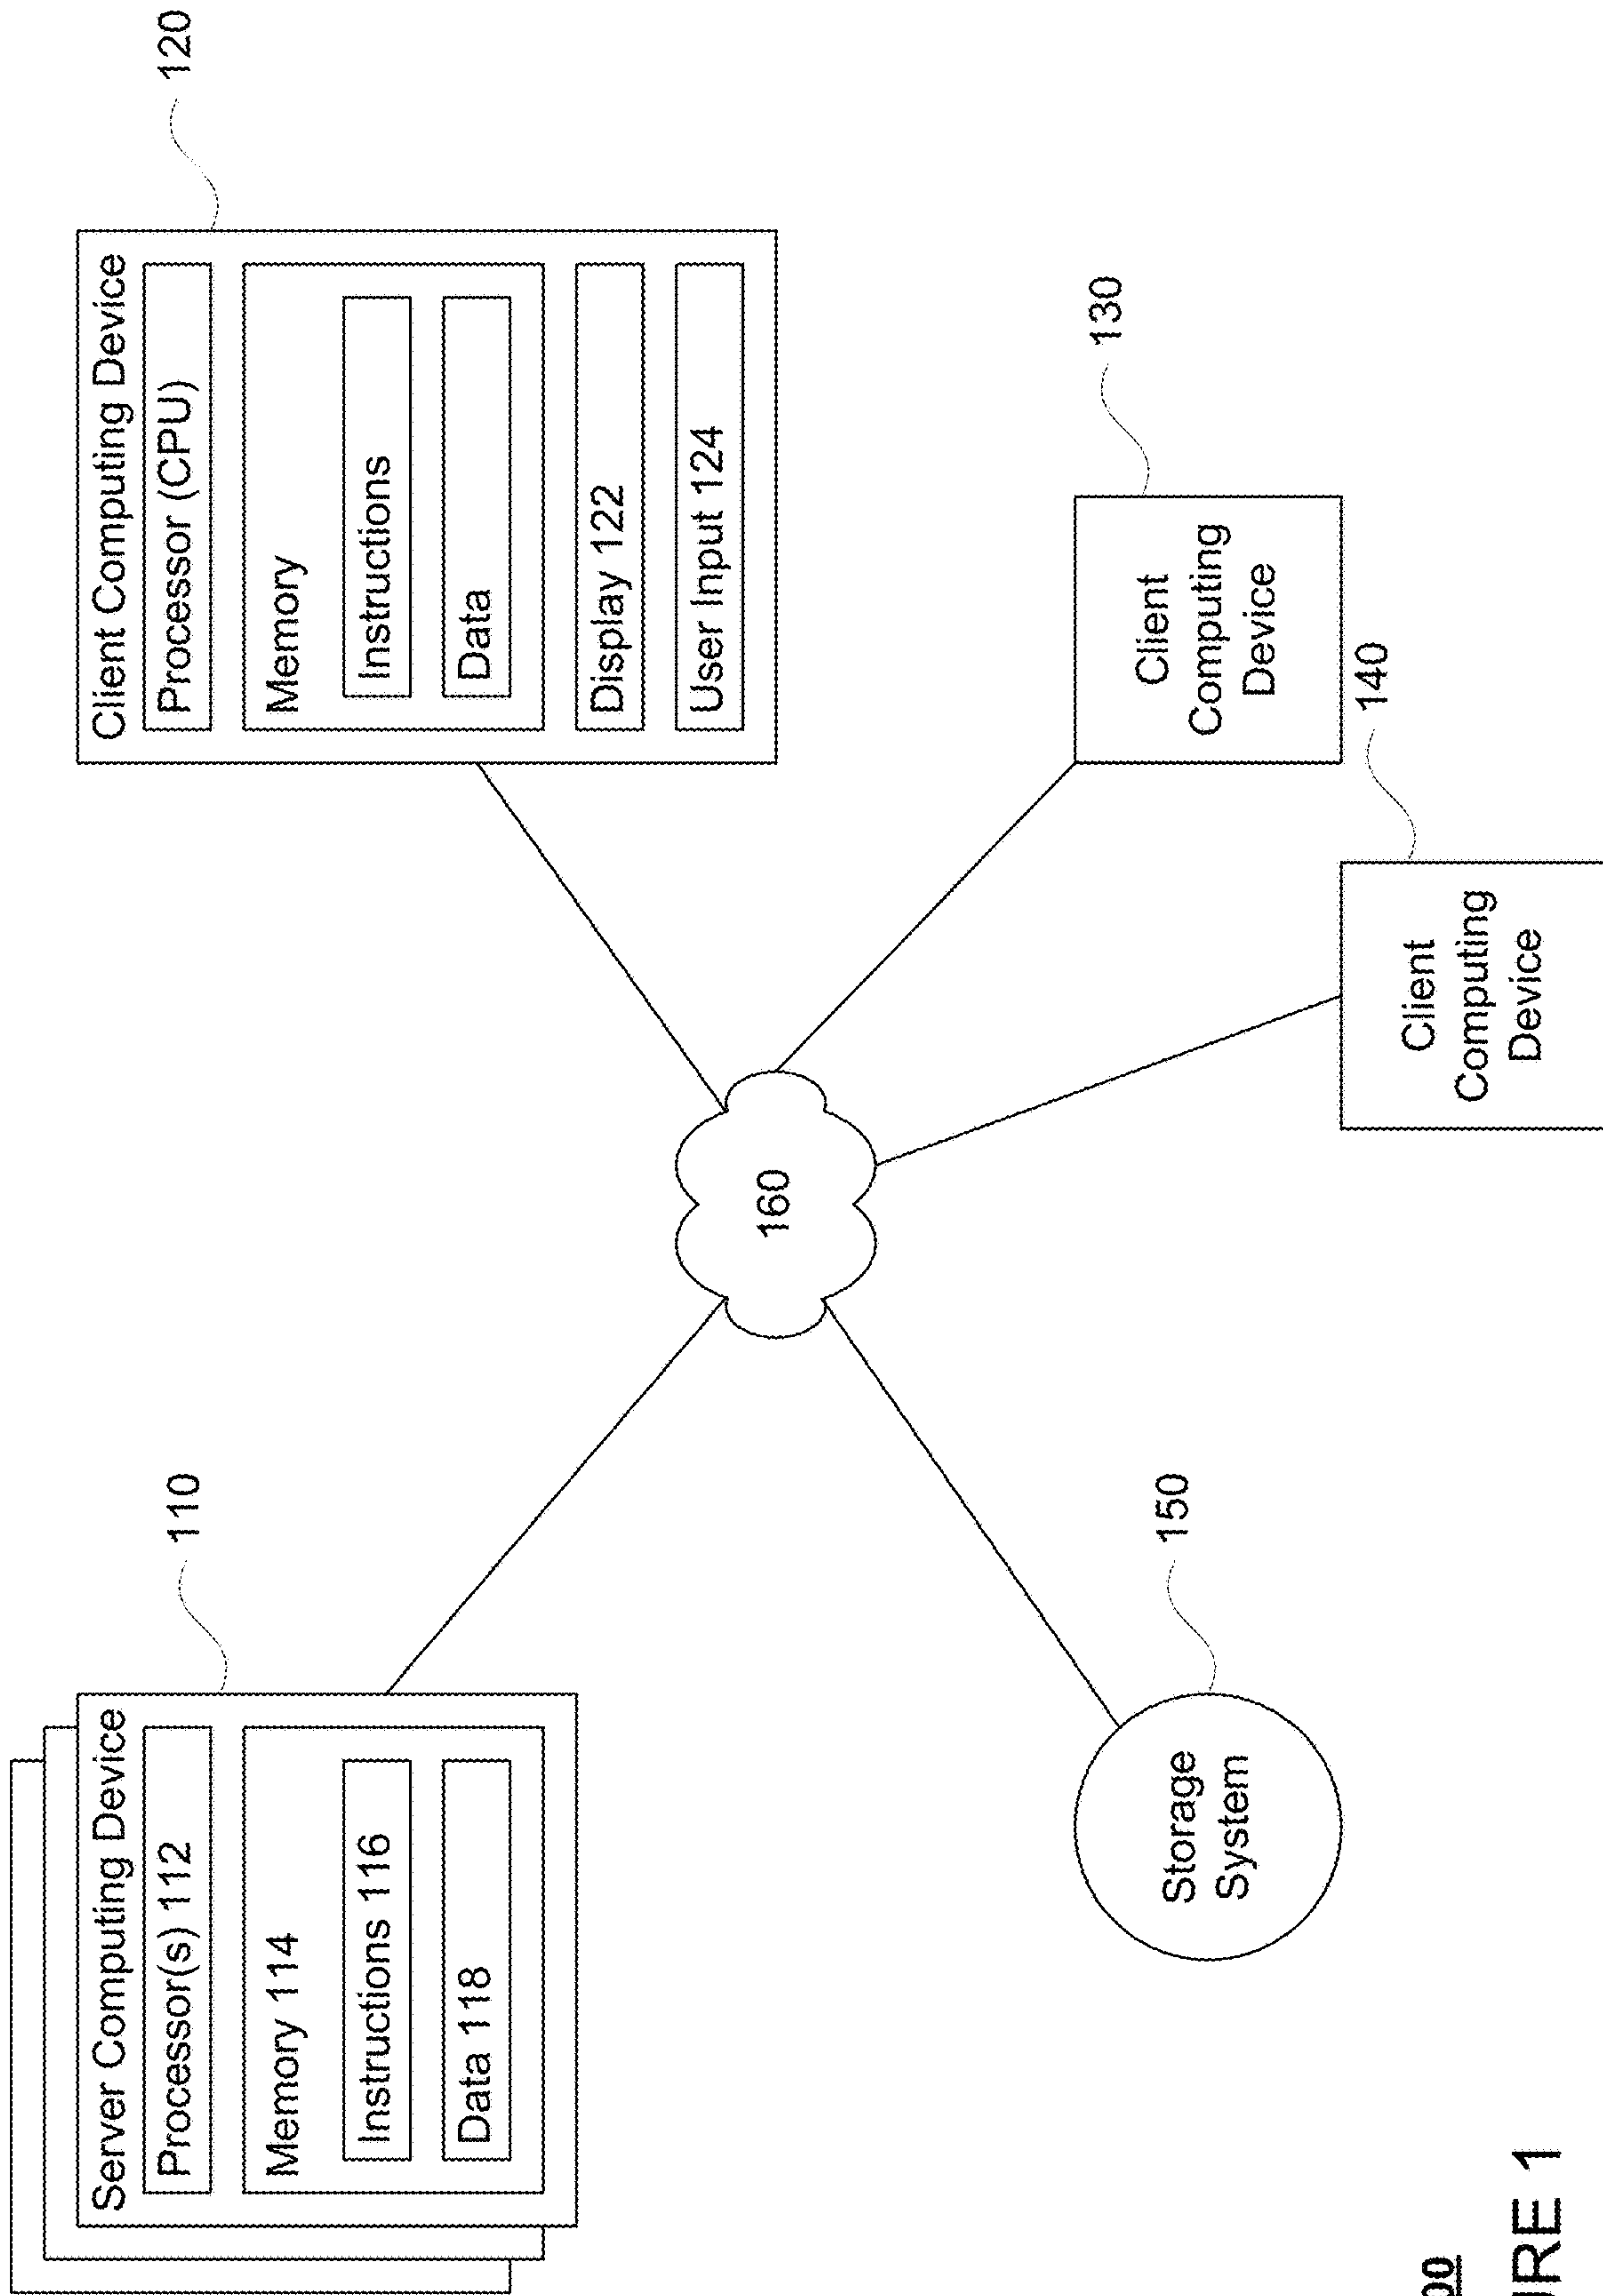 Server Computing Device
Processor(s) 112
Memory 114
Instructions 116
Data 118
110
Client Computing Device
Processor (CPU)
Memory
Instructions
Data
Display 122
User Input 124
120
160
Storage
System
150
Client
Computing
Device
130
Client
Computing
Device
140
00
URE 1